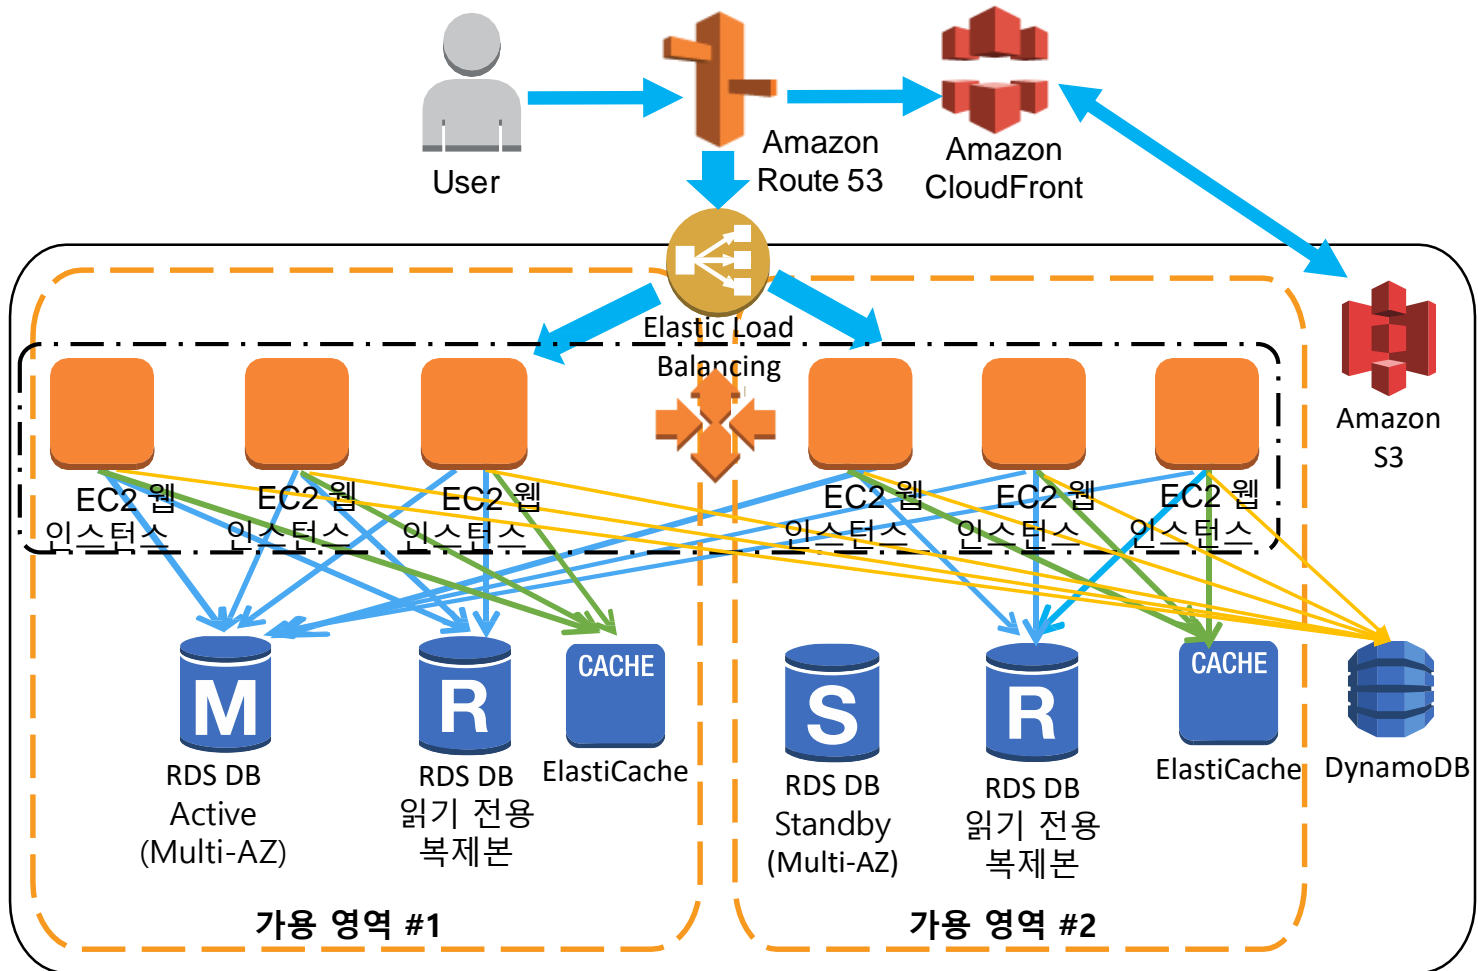 User
Amazon
Route 53
Amazon
CloudFront
Elastic Load
Balancing
Amazon
S3
EC2 웹
인스턴스
EC2 웹
인스턴스
EC2 웹
인스턴스
EC2 웹
인스턴스
EC2 웹
인스턴스
EC2 웹
인스턴스
M
RDS DB
Active
(Multi-AZ)
R
RDS DB
읽기 전용
복제본
CACHE
ElastiCache
S
RDS DB
Standby
(Multi-AZ)
R
RDS DB
읽기 전용
복제본
CACHE
ElastiCache
DynamoDB
가용 영역 #1
가용 영역 #2